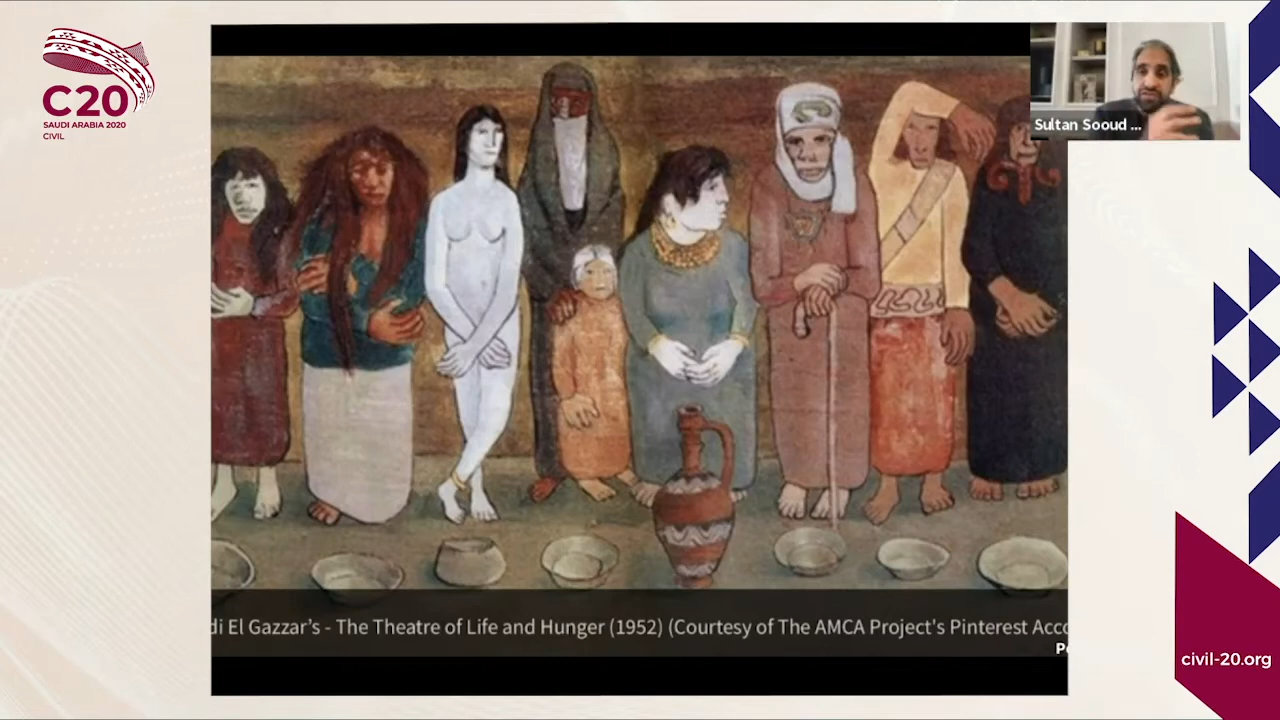 C20
SAUDI ARABIA 2020
CIVIL
Sultan Sooud ...
di El Gazzar's - The Theatre of Life and Hunger (1952) (Courtesy of The AMCA Project's Pinterest Acc
civil-20.org